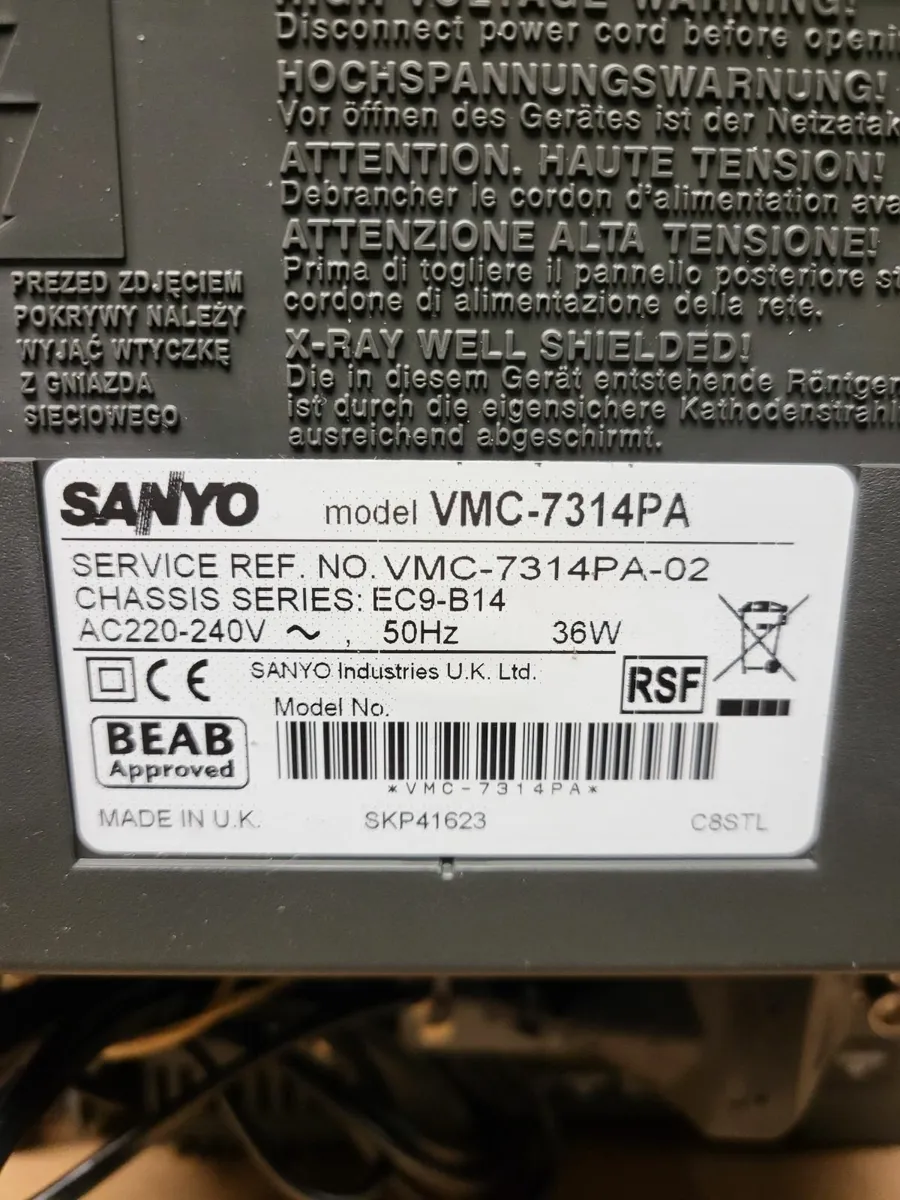 HIGH VOLTAGE WARNING!
Disconnect power cord before openi
HOCHSPANNUNGSWARNUNG!
Vor öffnen des Gerätes ist der Netzatak
ATTENTION. HAUTE TENSION!
Debrancher le cordon d'alimentation ava
ATTENZIONE ALTA TENSIONE!
Prima di togliere il pannello posteriore st
cordone di alimentazione della rete.
X-RAY WELL SHIELDED!
Die in diesem Gerät entstehende Röntgen
ist durch die eigensichere Kathodenstrahl
ausreichend abgeschirmt.
PREZED ZDJĘCIEM
POKRYWY NALEŻY
WYJĄĆ WTYCZKĘ
Z GNIAZDA
SIECIOWEGO
SANYO model VMC-7314PA
SERVICE REF. NO. VMC-7314PA-02
CHASSIS SERIES: EC9-B14
AC220-240V ~ , 50Hz 36W
CE SANYO Industries U.K. Ltd. RSF
Model No.
BEAB
Approved
*VMC-7314PA*
MADE IN U.K. SKP41623 C8STL